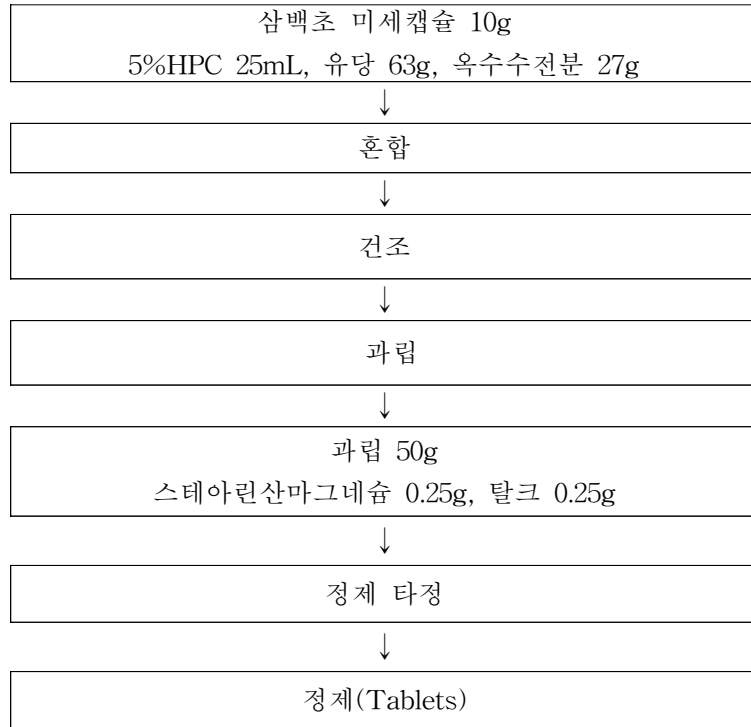 삼백초 미세캡슐 10g
5%HPC 25mL, 유당 63g, 옥수수전분 27g
↓
혼합
↓
건조
↓
과립
↓
과립 50g
스테아린산마그네슘 0.25g, 탈크 0.25g
↓
정제 타정
↓
정제(Tablets)